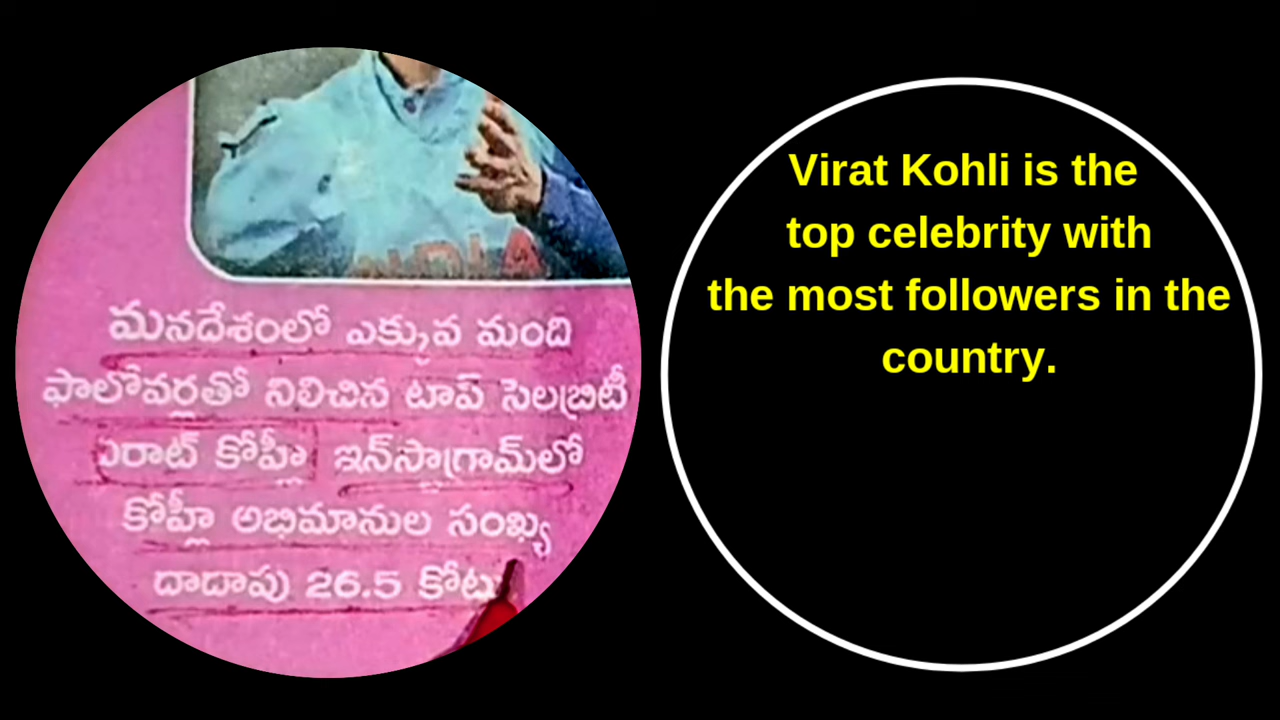 మనదేశంలో ఎక్కువ మంది
ఫాలోవర్లతో నిలిచిన టాప్ సెలబ్రిటీ
విరాట్ కోహ్లీ ఇన్‌స్టాగ్రామ్‌లో
కోహ్లీ అభిమానుల సంఖ్య
దాదాపు 26.5
Virat Kohli is the
top celebrity with
the most followers in the
country.